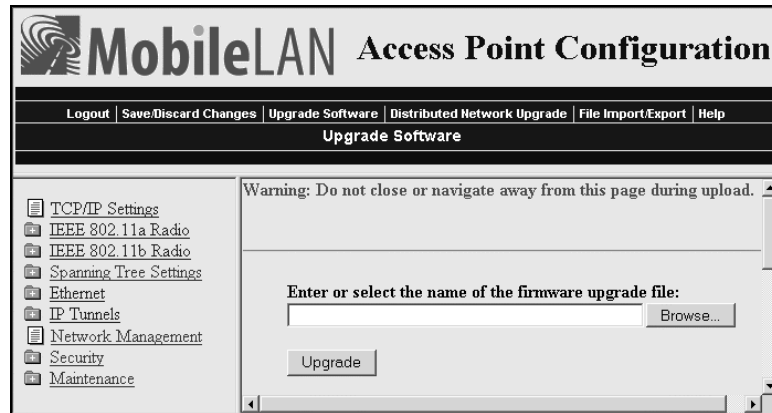 MobileLAN Access Point Configuration
Logout | Save/Discard Changes | Upgrade Software | Distributed Network Upgrade | File Import/Export | Help
Upgrade Software
TCP/IP Settings
IEEE 802.11a Radio
IEEE 802.11b Radio
Spanning Tree Settings
Ethernet
IP Tunnels
Network Management
Security
Maintenance
Warning: Do not close or navigate away from this page during upload.
Enter or select the name of the firmware upgrade file:
Browse...
Upgrade